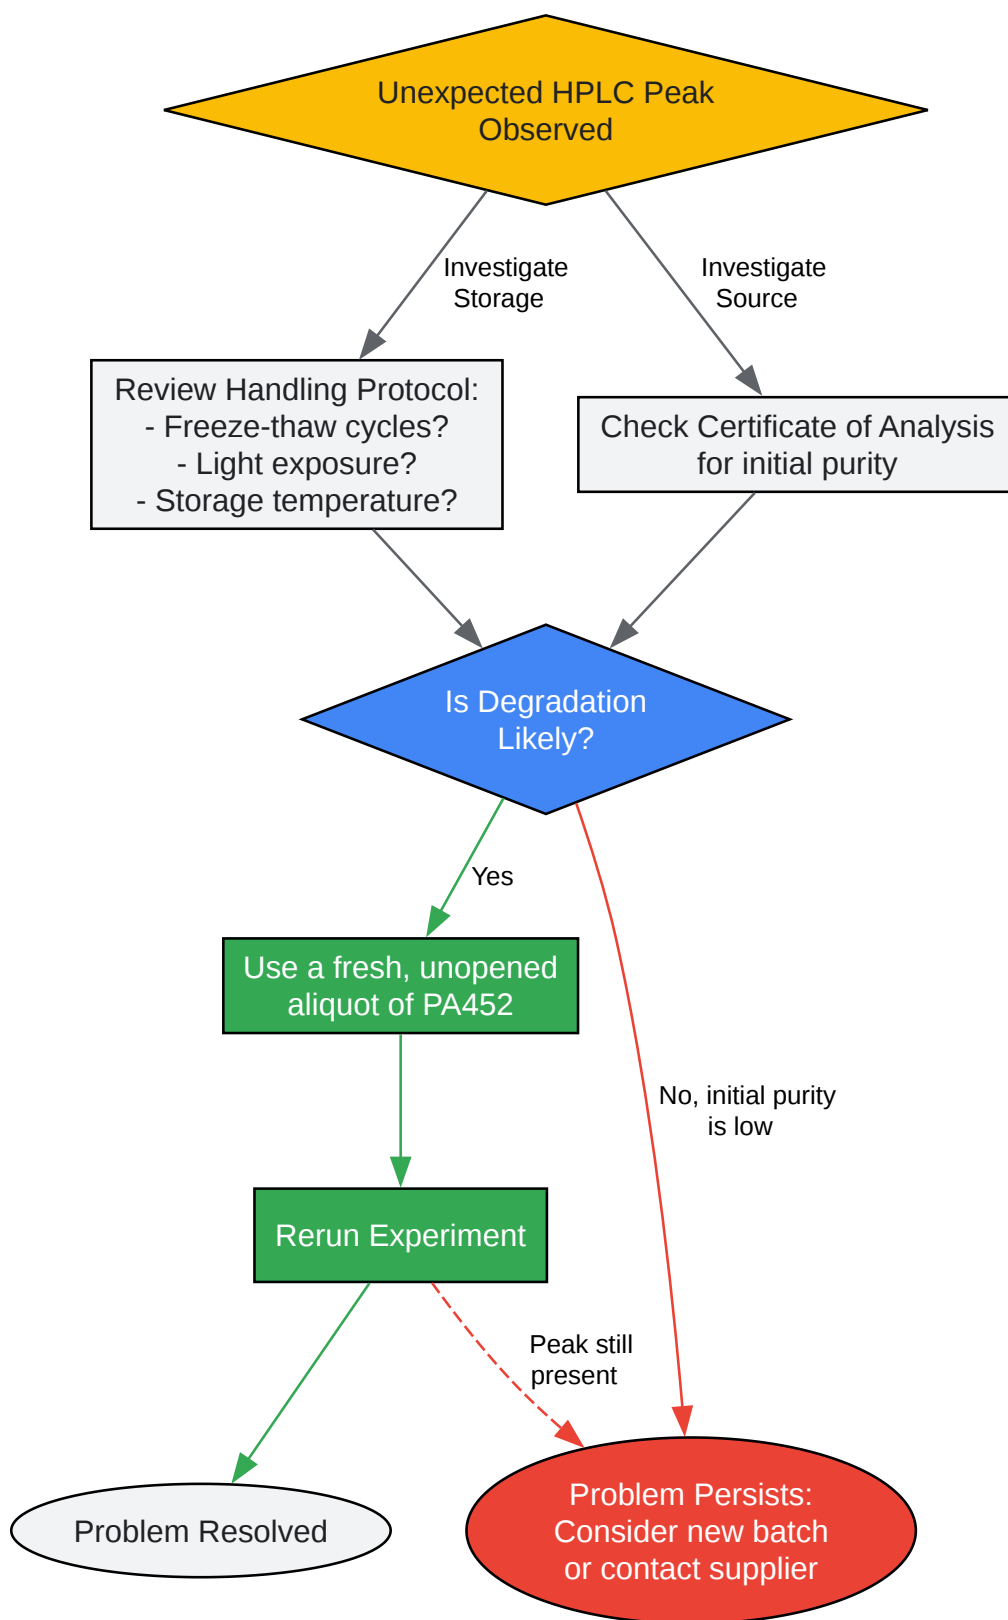 Unexpected HPLC Peak
Observed
Investigate
Storage
Investigate
Source
Review Handling Protocol:
- Freeze-thaw cycles?
- Light exposure?
- Storage temperature?
Check Certificate of Analysis
for initial purity
Is Degradation
Likely?
Yes
Use a fresh, unopened
aliquot of PA452
No, initial purity
is low
Rerun Experiment
Peak still
present
Problem Resolved
Problem Persists:
Consider new batch
or contact supplier